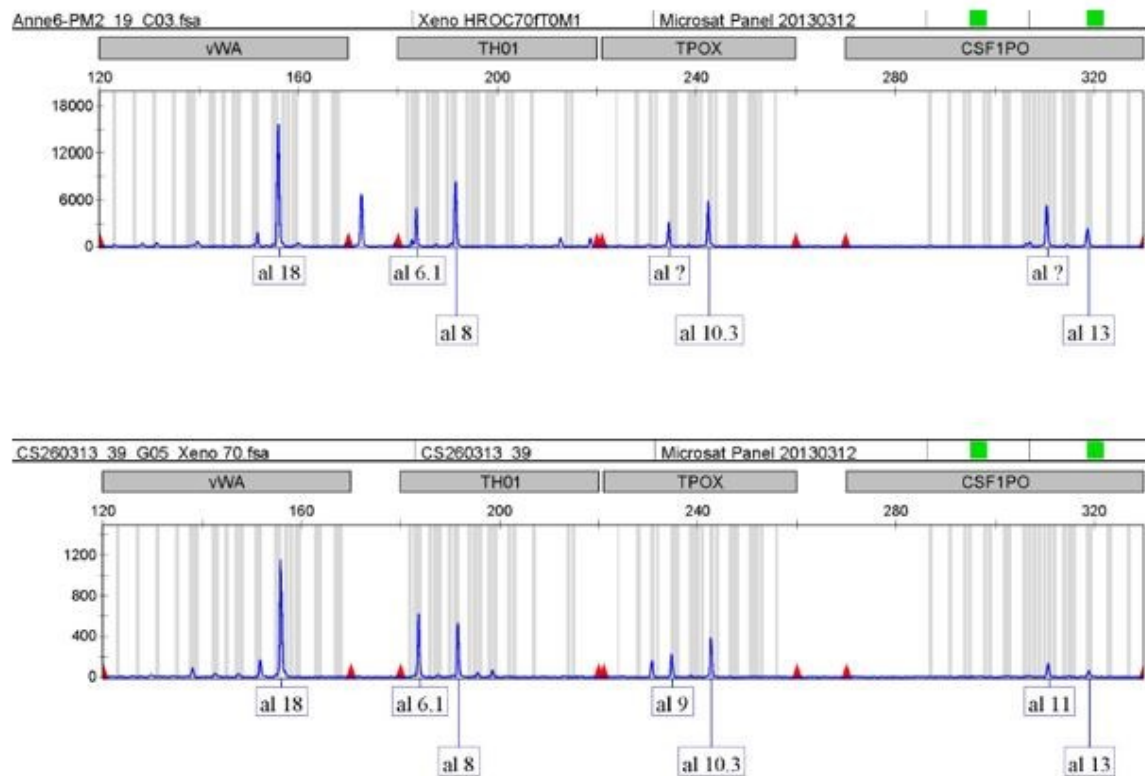 Anne6-PM2_19_C03.fsa Xeno HROC70fT0M1 Microsat Panel 20130312
vWA TH01 TPOX CSF1PO
120 160 200 240 280 320
18000
12000
6000
0
al 18 al 6.1 al ? al ?
al 8 al 10.3 al 13
CS260313_39_G05_Xeno 70.fsa CS260313_39 Microsat Panel 20130312
vWA TH01 TPOX CSF1PO
120 160 200 240 280 320
1200
800
400
0
al 18 al 6.1 al 9 al 11
al 8 al 10.3 al 13